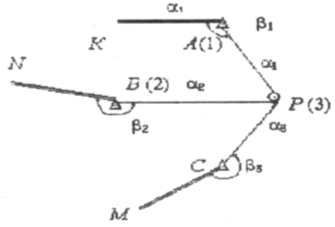 α₁
K A(1) β₁
N α₁
B(2) α₂ P(3)
β₂ α₃
C β₃
M